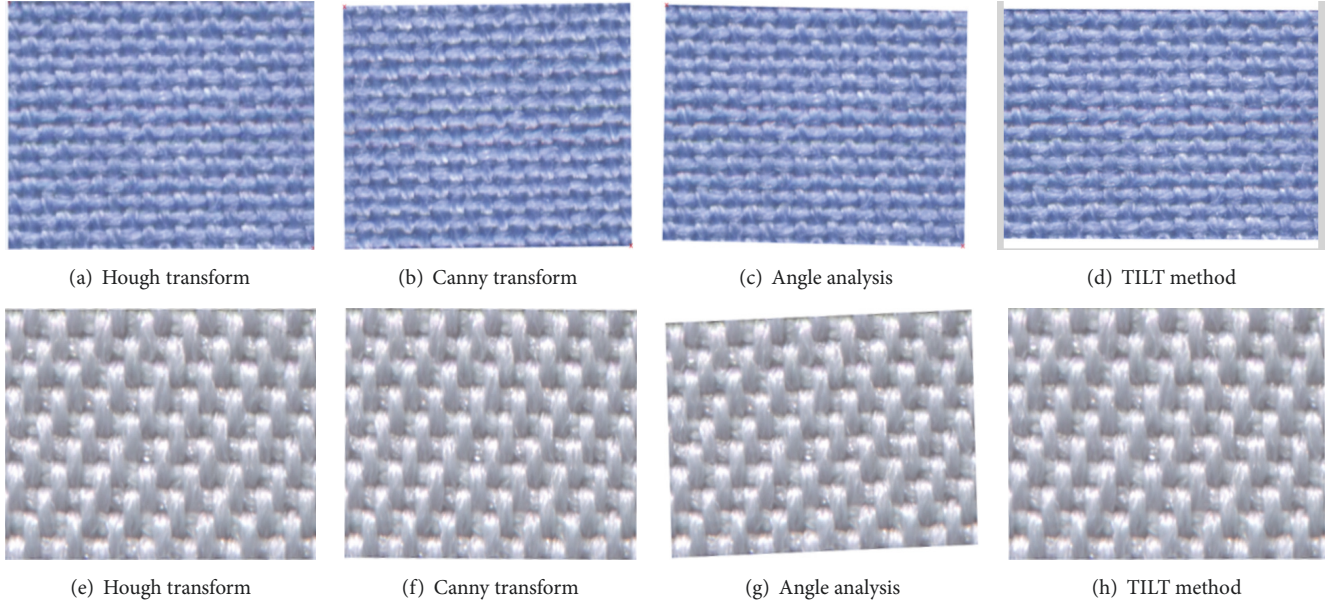 (a) Hough transform
(b) Canny transform
(c) Angle analysis
(d) TILT method
(e) Hough transform
(f) Canny transform
(g) Angle analysis
(h) TILT method